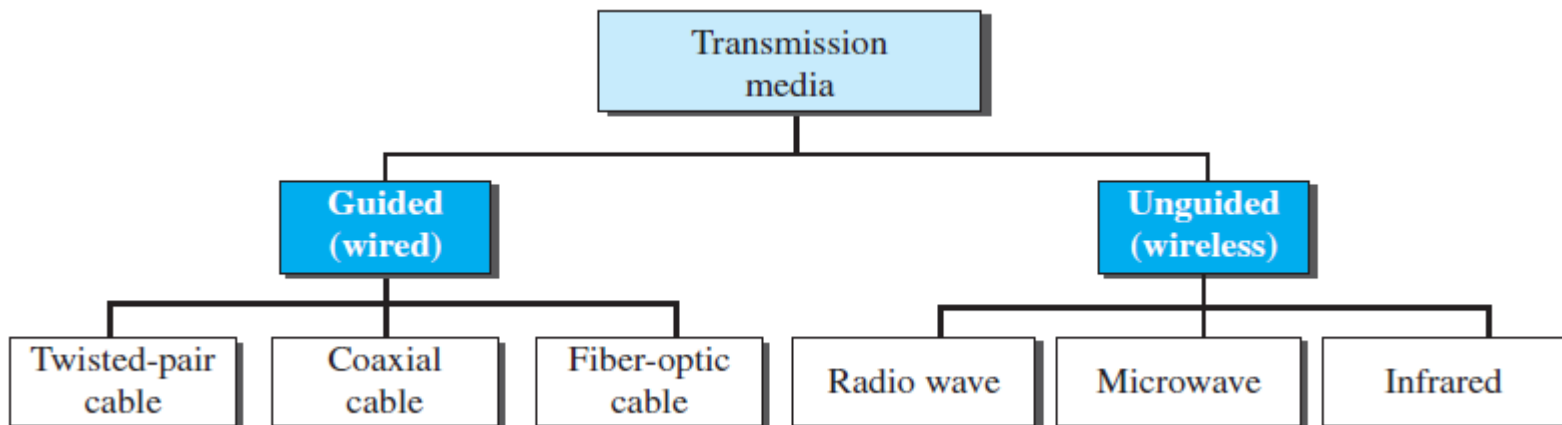 Transmission
media
Guided
(wired)
Unguided
(wireless)
Twisted-pair
cable
Coaxial
cable
Fiber-optic
cable
Radio wave
Microwave
Infrared